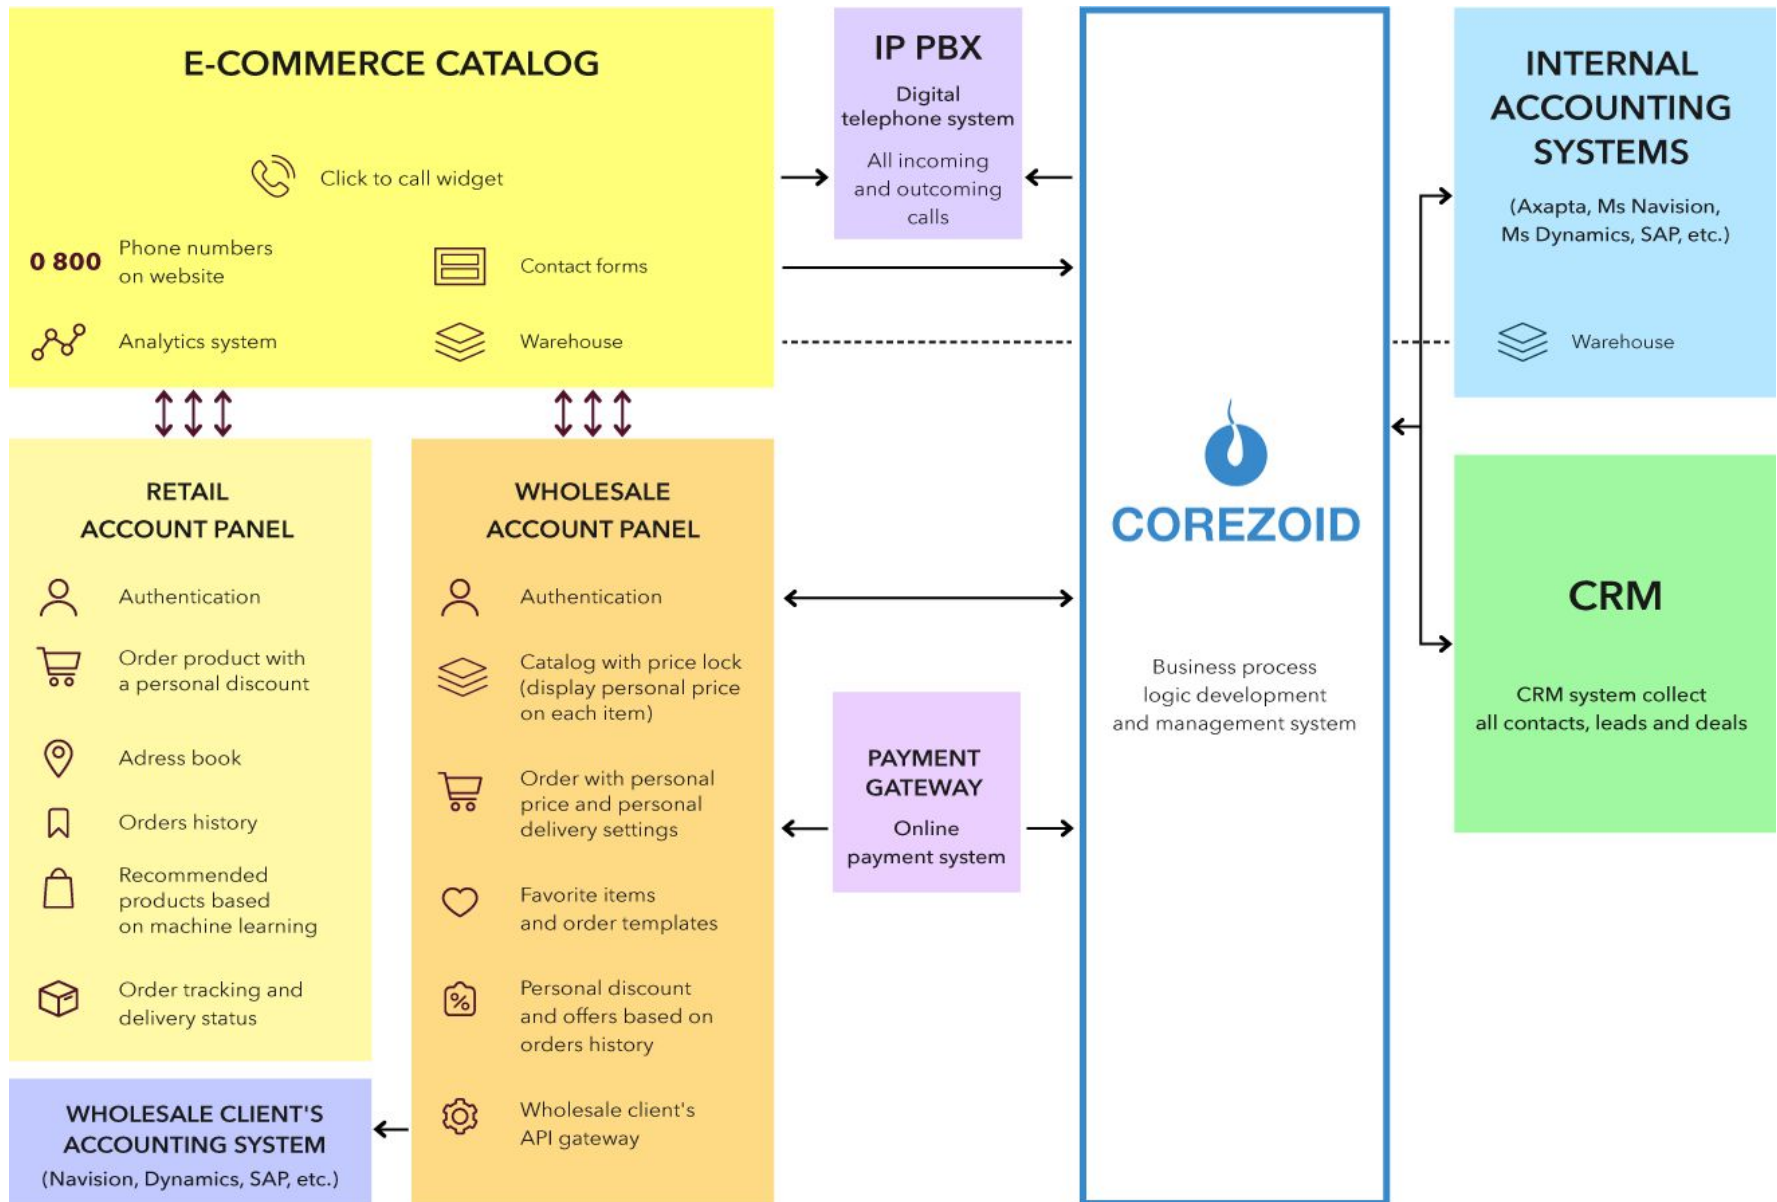 E-COMMERCE CATALOG
Click to call widget
0 800
Phone numbers
on website
Contact forms
Analytics system
Warehouse
IP PBX
Digital
telephone system
All incoming
and outcoming
calls
INTERNAL
ACCOUNTING
SYSTEMS
(Axapta, Ms Navision,
Ms Dynamics, SAP, etc.)
Warehouse
RETAIL
ACCOUNT PANEL
Authentication
Order product with
a personal discount
Adress book
Orders history
Recommended
products based
on machine learning
Order tracking and
delivery status
WHOLESALE
ACCOUNT PANEL
Authentication
Catalog with price lock
(display personal price
on each item)
Order with personal
price and personal
delivery settings
Favorite items
and order templates
%
Personal discount
and offers based on
orders history
Wholesale client's
API gateway
WHOLESALE CLIENT'S
ACCOUNTING SYSTEM
(Navision, Dynamics, SAP, etc.)
PAYMENT
GATEWAY
Online
payment system
COREZOID
Business process
logic development
and management system
CRM
CRM system collect
all contacts, leads and deals